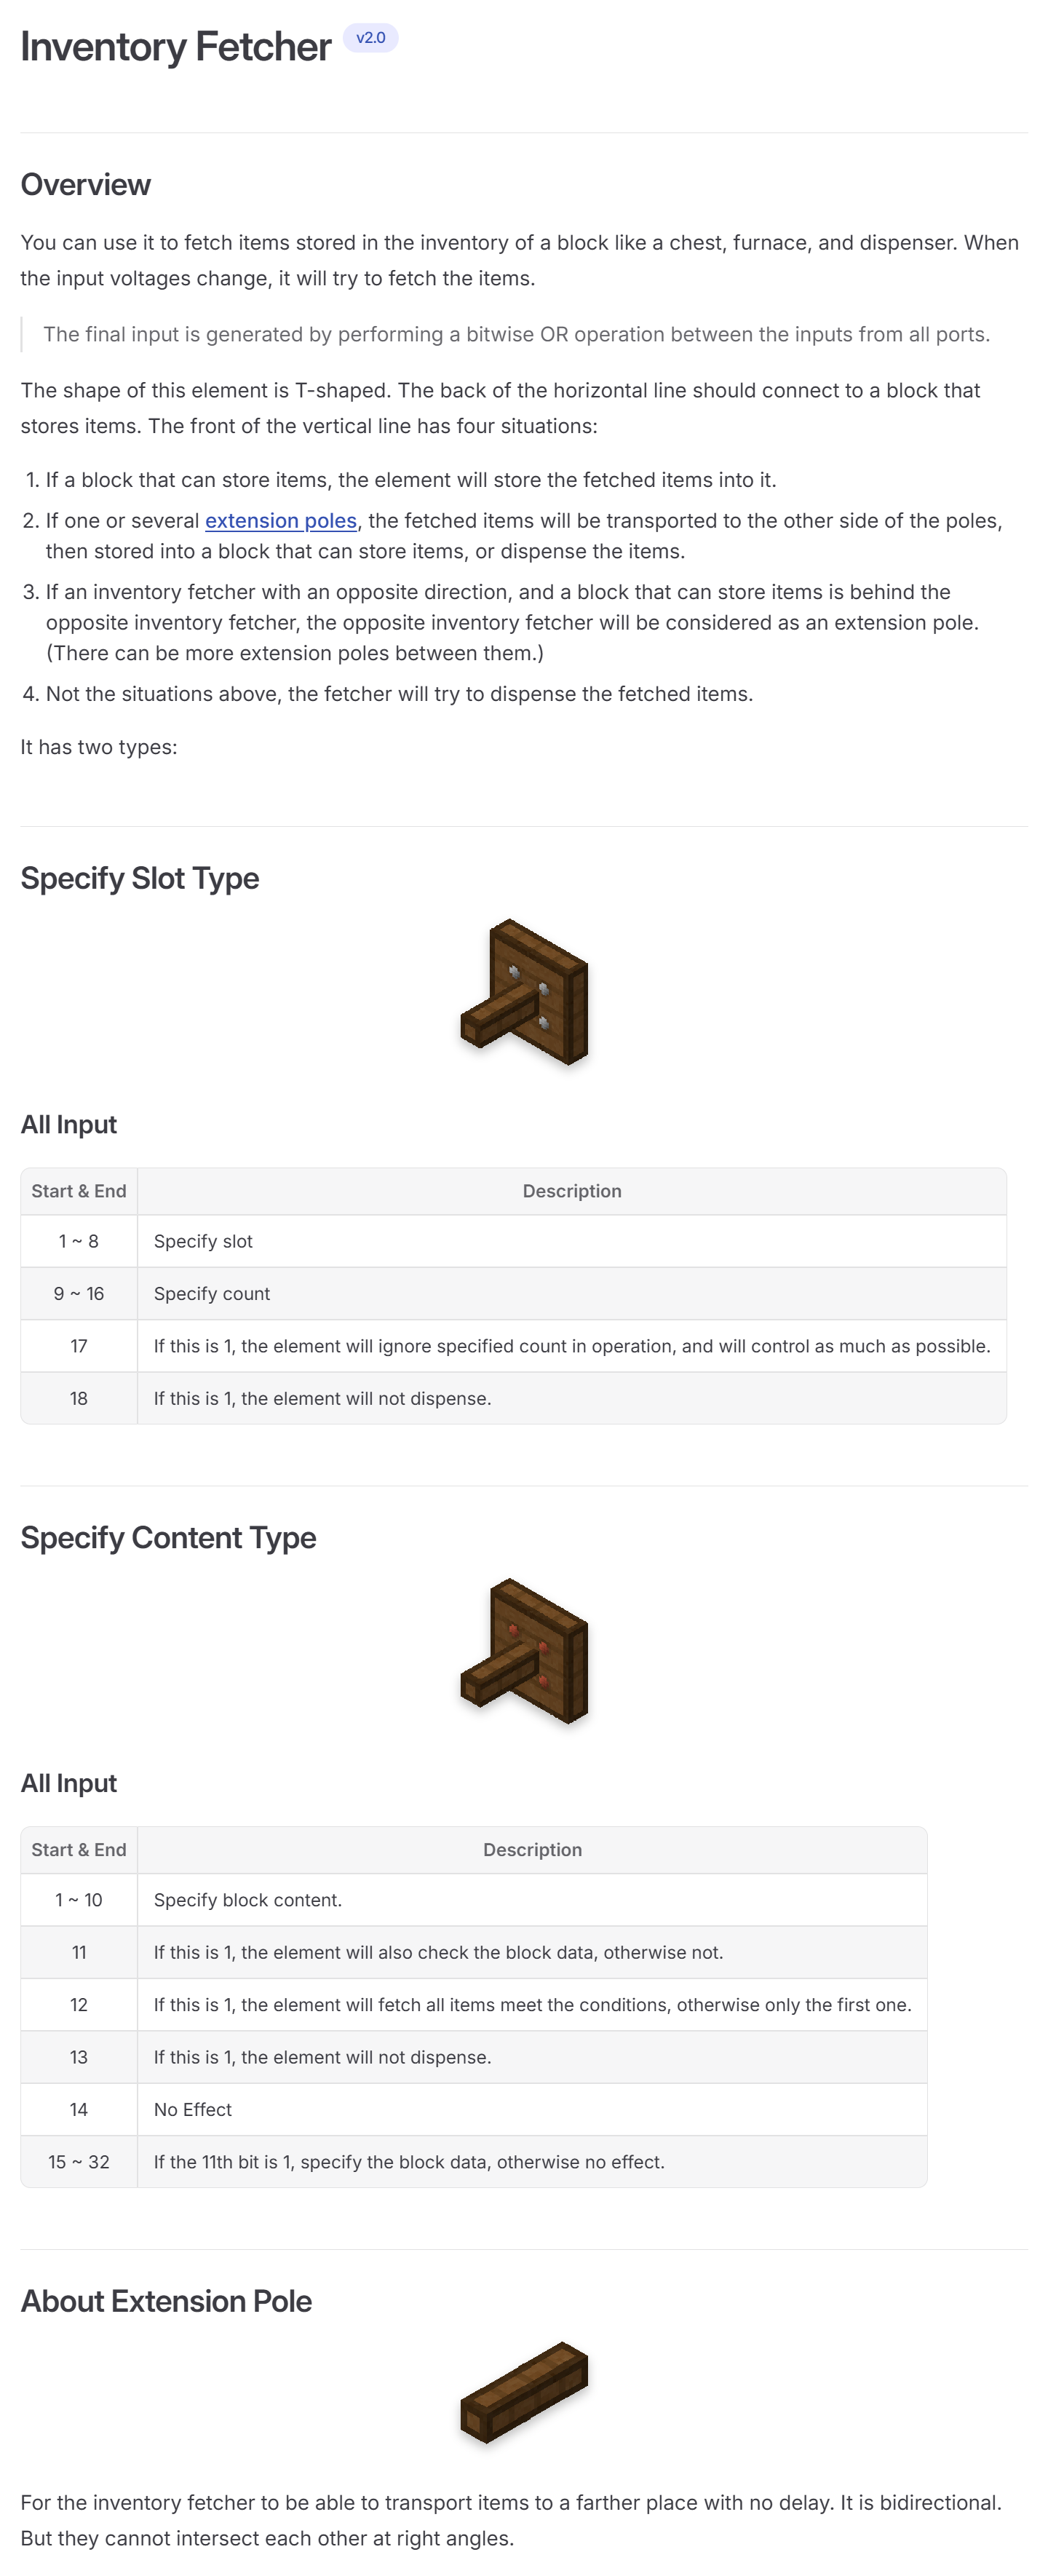 Inventory Fetcher v2.0
Overview
You can use it to fetch items stored in the inventory of a block like a chest, furnace, and dispenser. When
the input voltages change, it will try to fetch the items.
The final input is generated by performing a bitwise OR operation between the inputs from all ports.
The shape of this element is T-shaped. The back of the horizontal line should connect to a block that
stores items. The front of the vertical line has four situations:
1. If a block that can store items, the element will store the fetched items into it.
2. If one or several extension poles, the fetched items will be transported to the other side of the poles,
then stored into a block that can store items, or dispense the items.
3. If an inventory fetcher with an opposite direction, and a block that can store items is behind the
opposite inventory fetcher, the opposite inventory fetcher will be considered as an extension pole.
(There can be more extension poles between them.)
4. Not the situations above, the fetcher will try to dispense the fetched items.
It has two types:
Specify Slot Type
All Input
Start & End Description
1 ~ 8 Specify slot
9 ~ 16 Specify count
17 If this is 1, the element will ignore specified count in operation, and will control as much as possible.
18 If this is 1, the element will not dispense.
Specify Content Type
All Input
Start & End Description
1 ~ 10 Specify block content.
11 If this is 1, the element will also check the block data, otherwise not.
12 If this is 1, the element will fetch all items meet the conditions, otherwise only the first one.
13 If this is 1, the element will not dispense.
14 No Effect
15 ~ 32 If the 11th bit is 1, specify the block data, otherwise no effect.
About Extension Pole
For the inventory fetcher to be able to transport items to a farther place with no delay. It is bidirectional.
But they cannot intersect each other at right angles.